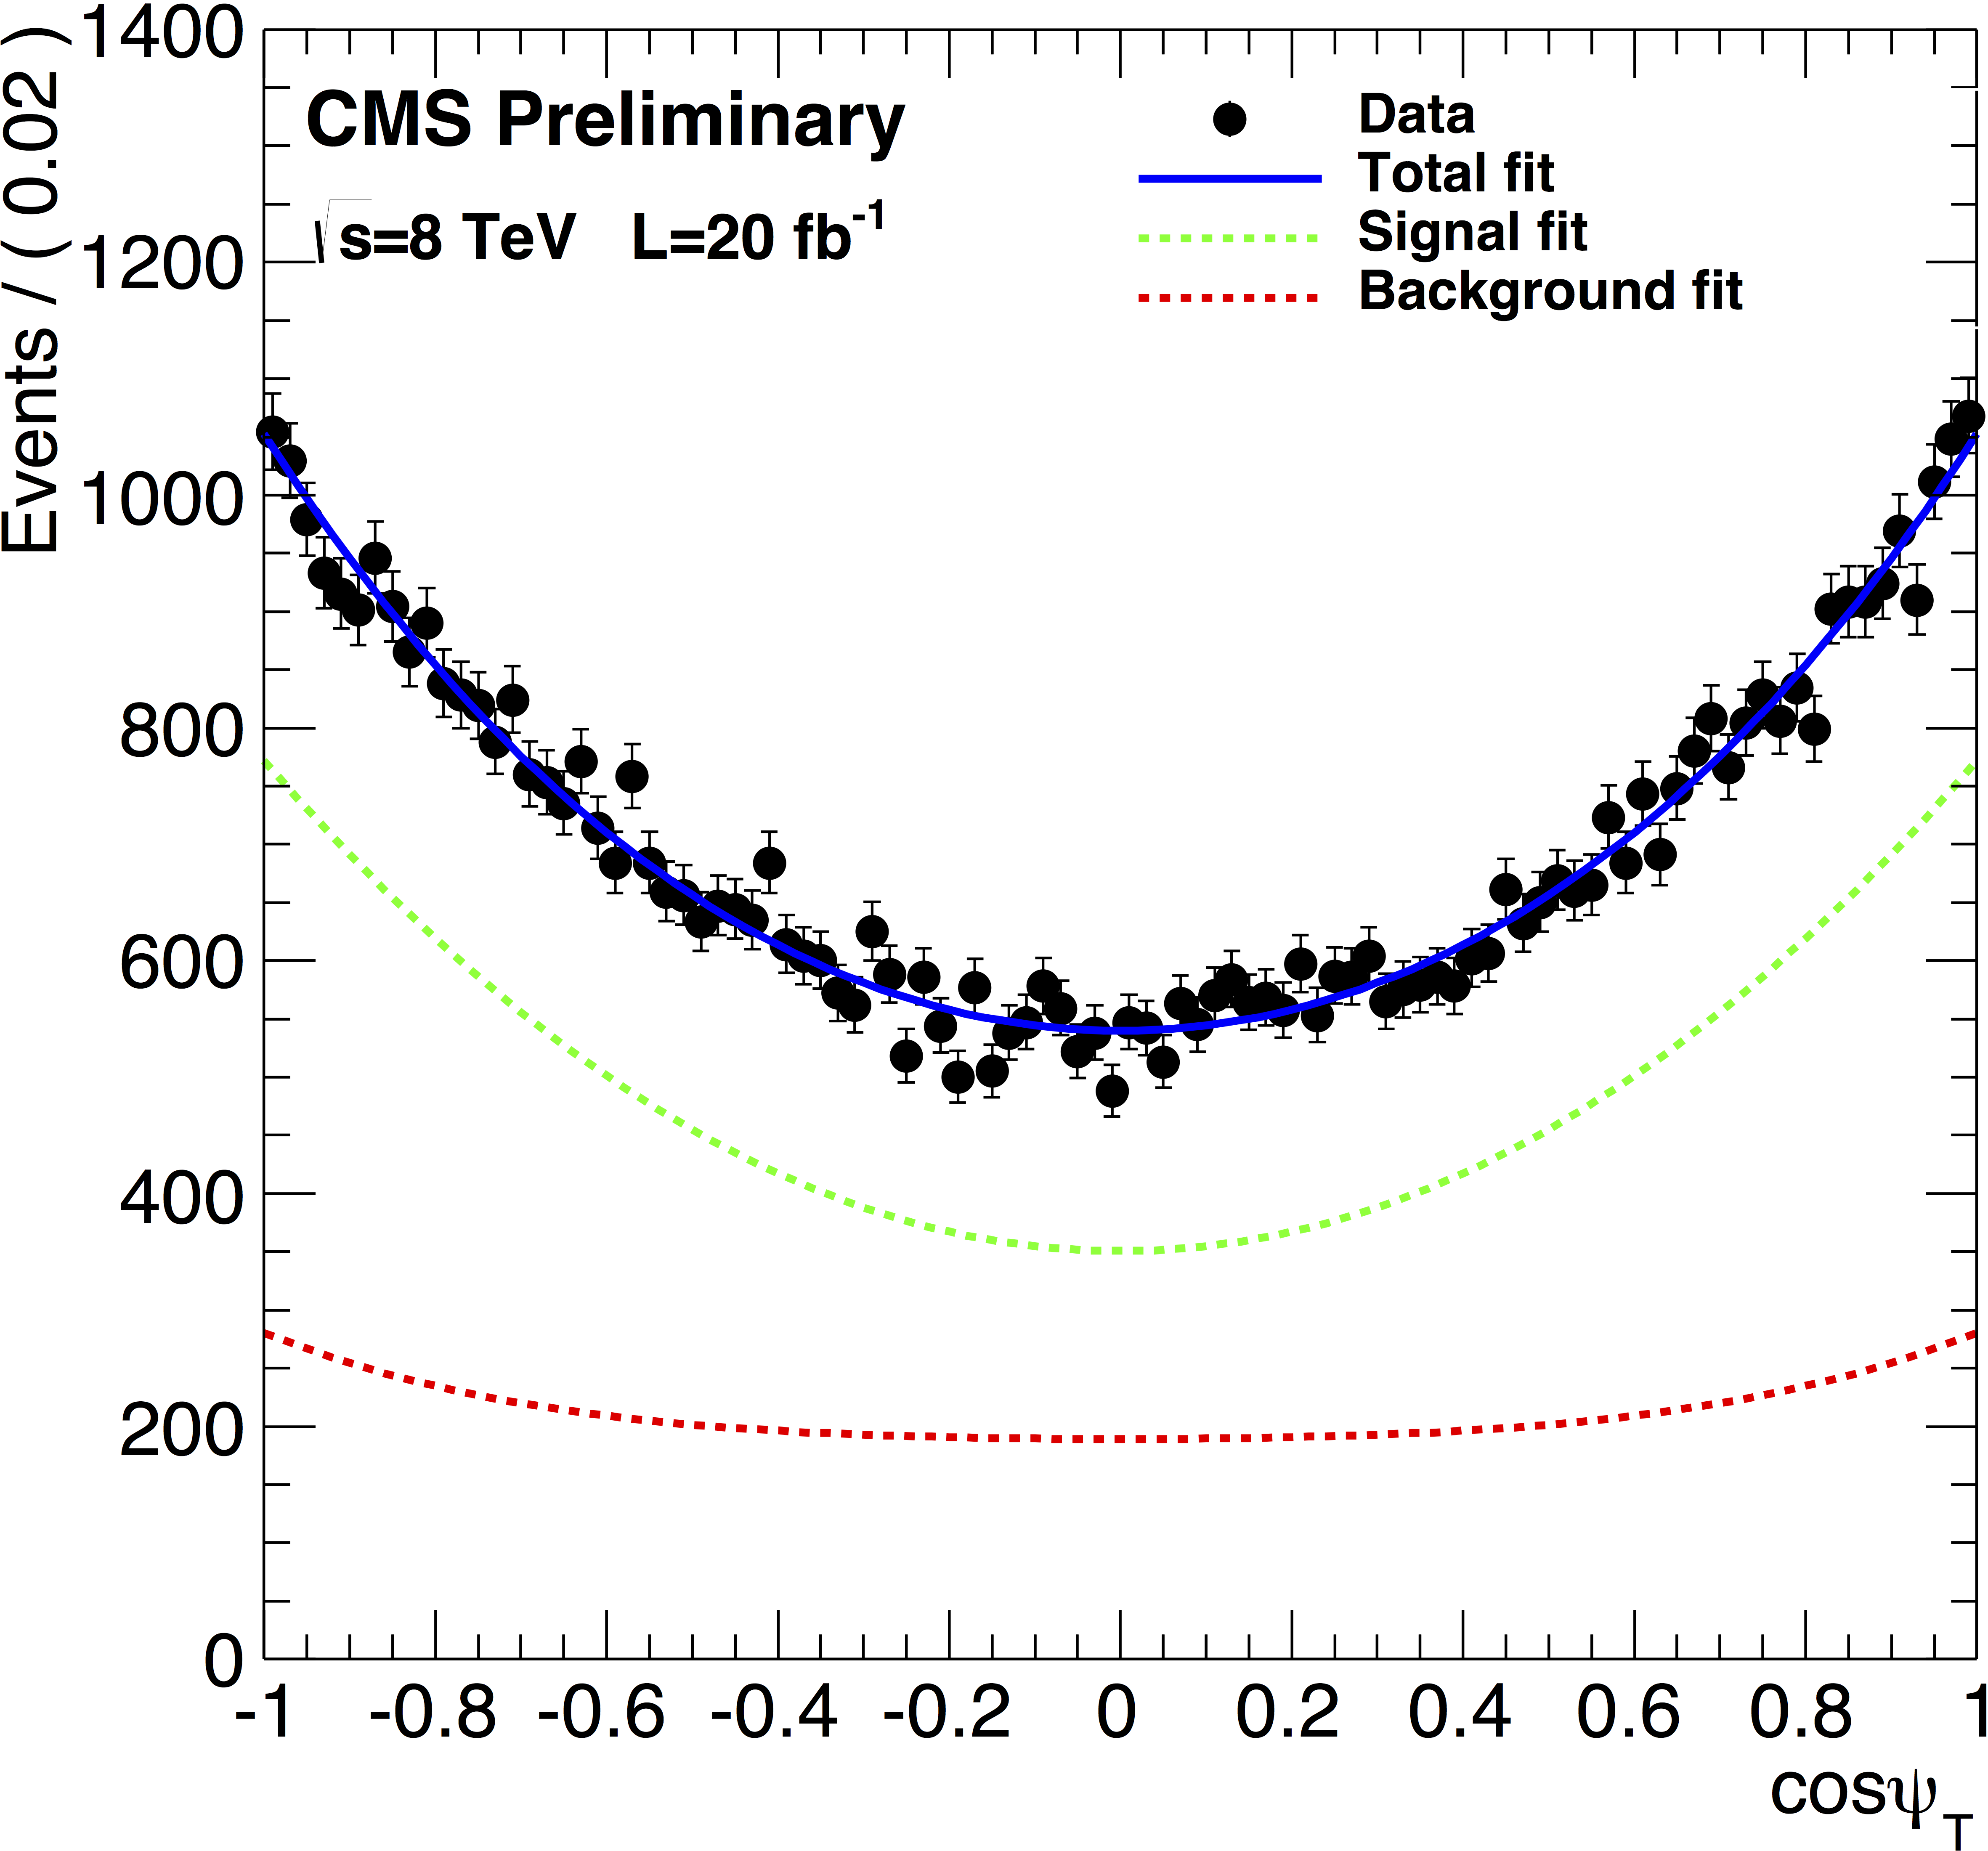 Events / ( 0.02 )
1400
1200
1000
800
600
400
200
0
CMS Preliminary
√s=8 TeV L=20 fb⁻¹
Data
Total fit
Signal fit
Background fit
-1 -0.8 -0.6 -0.4 -0.2 0 0.2 0.4 0.6 0.8 1
cosψ_T